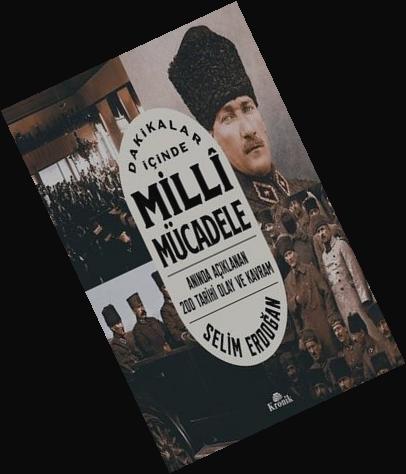 DAKİKALAR
İÇİNDE
MİLLÎ
MÜCADELE
ANINDA AÇIKLANAN
200 TARİHİ OLAY VE KAVRAM
SELİM ERDOĞAN
Kronik